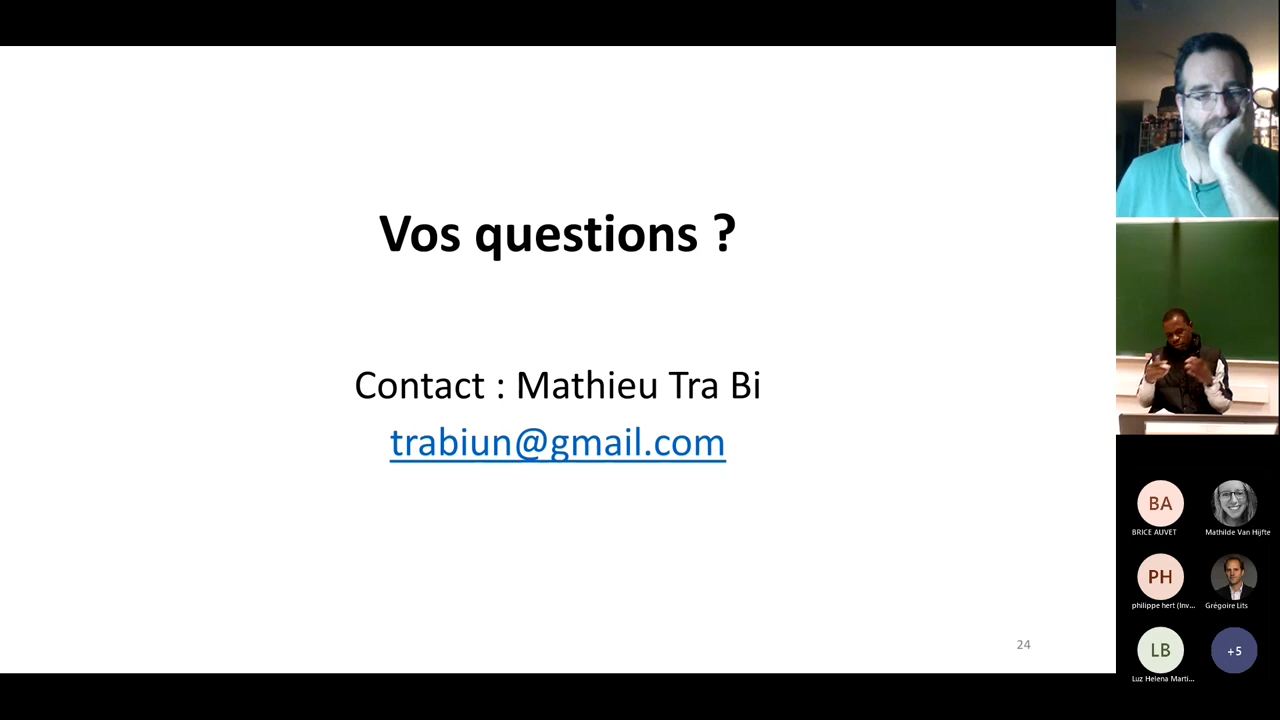 Vos questions ?
Contact : Mathieu Tra Bi
trabiun@gmail.com
24
BA
BRICE AUVET
Mathilde Van Hijfte
PH
philippe hert (Inv...
Grégoire Lits
LB
Luz Helena Marti...
+5